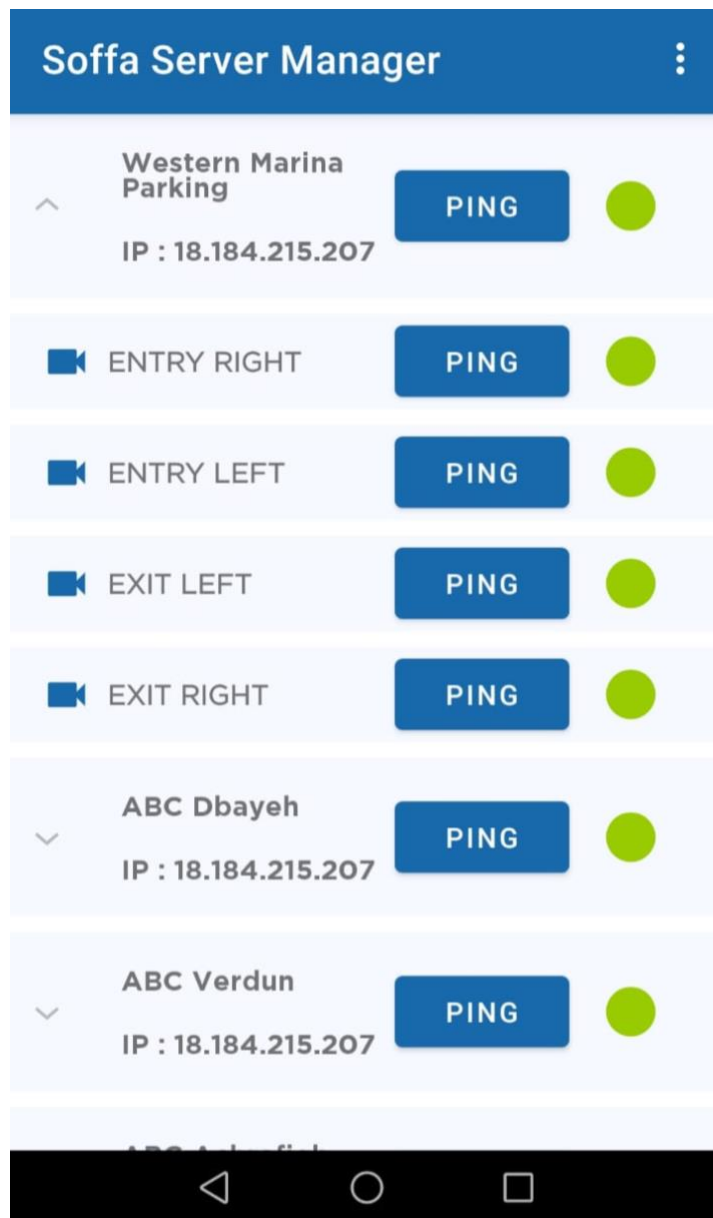 Soffa Server Manager
Western Marina
Parking
IP : 18.184.215.207
PING
ENTRY RIGHT
PING
ENTRY LEFT
PING
EXIT LEFT
PING
EXIT RIGHT
PING
ABC Dbayeh
IP : 18.184.215.207
PING
ABC Verdun
IP : 18.184.215.207
PING
ABC